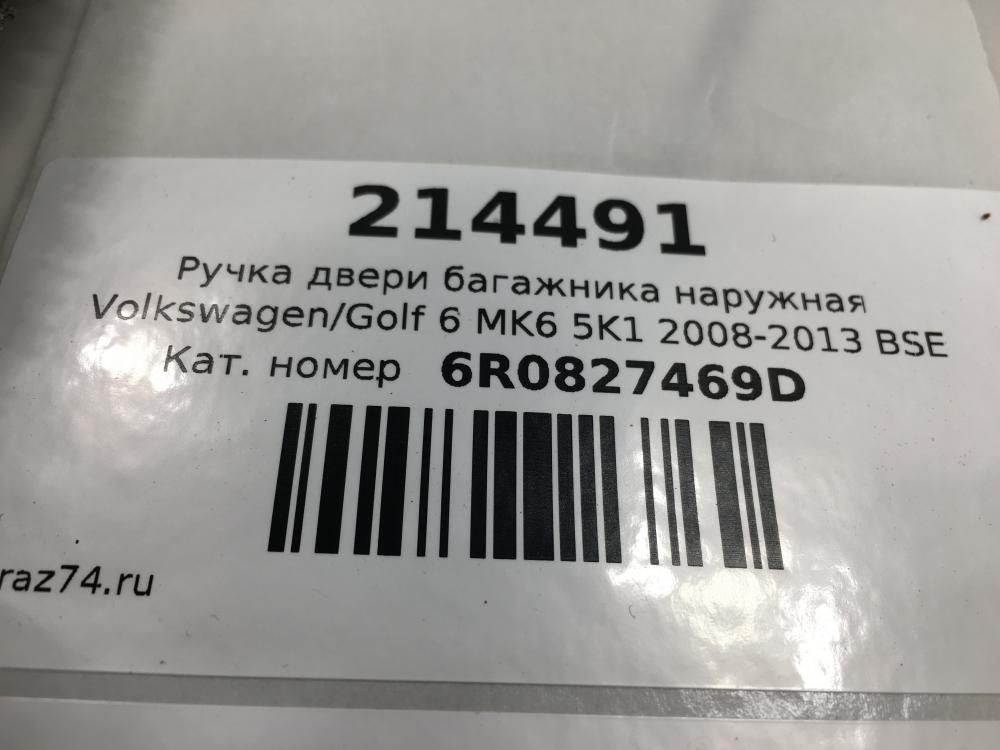 214491
Ручка двери багажника наружная
Volkswagen/Golf 6 MK6 5K1 2008-2013 BSE
Кат. номер 6R0827469D
raz74.ru